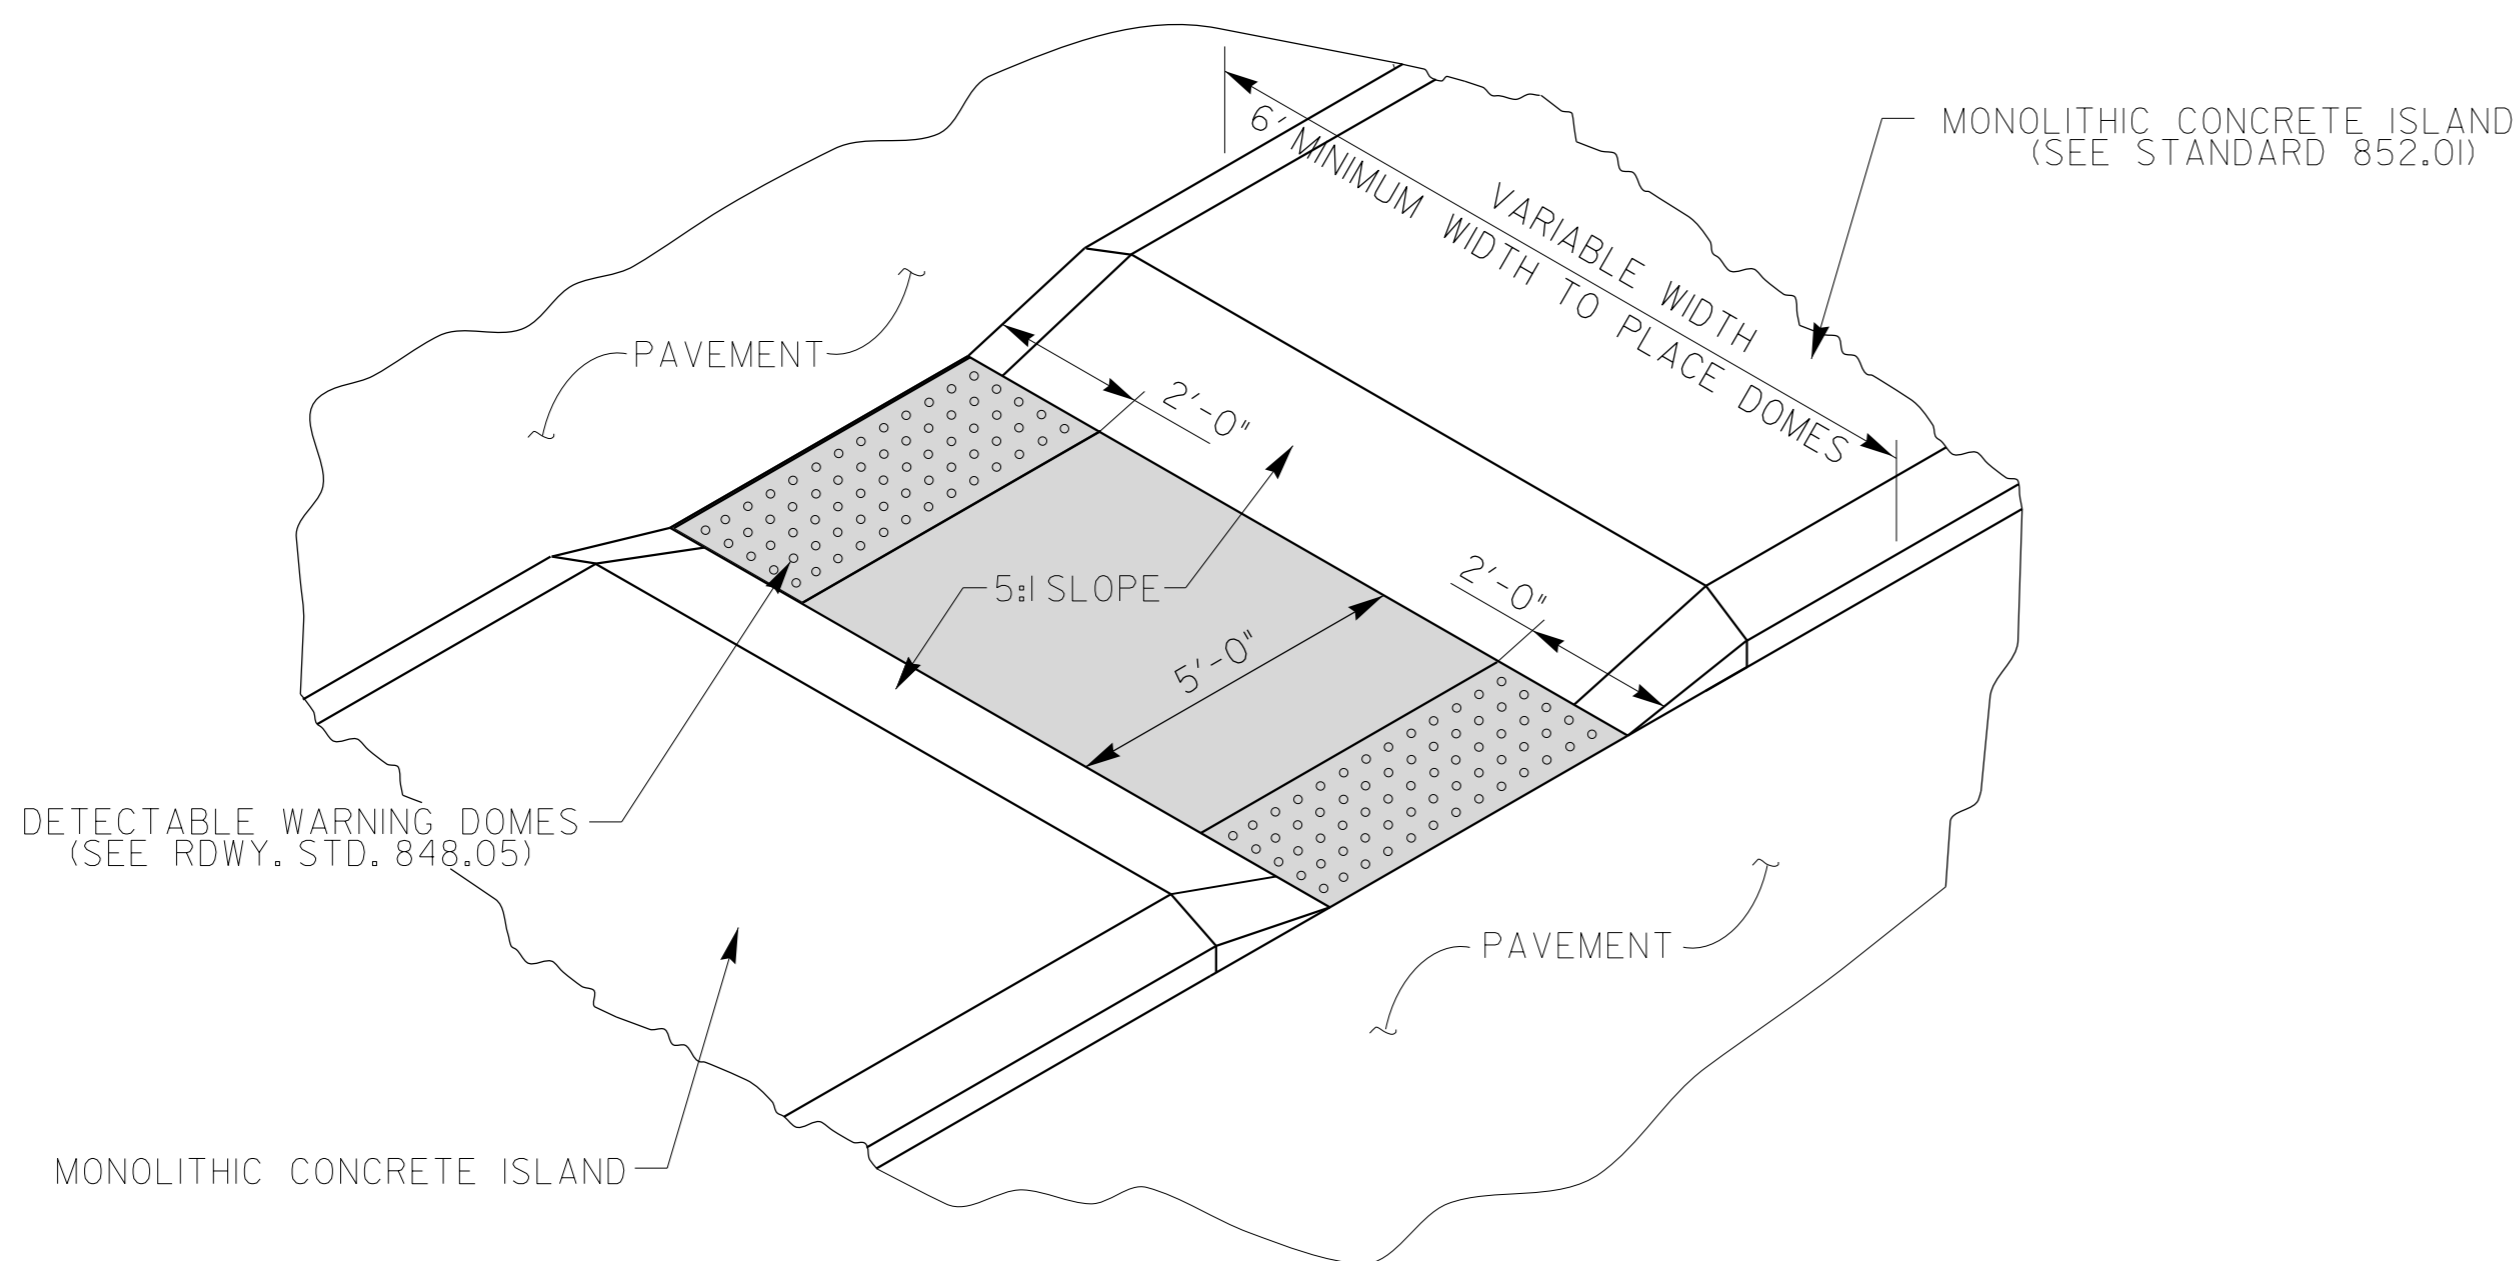 MONOLITHIC CONCRETE ISLAND
(SEE STANDARD 852.01)
VARIABLE WIDTH
6' MINIMUM WIDTH TO PLACE DOMES
PAVEMENT
2'-0"
5:1 SLOPE
2'-0"
5'-0"
DETECTABLE WARNING DOMES
(SEE RDWY. STD. 848.05)
PAVEMENT
MONOLITHIC CONCRETE ISLAND